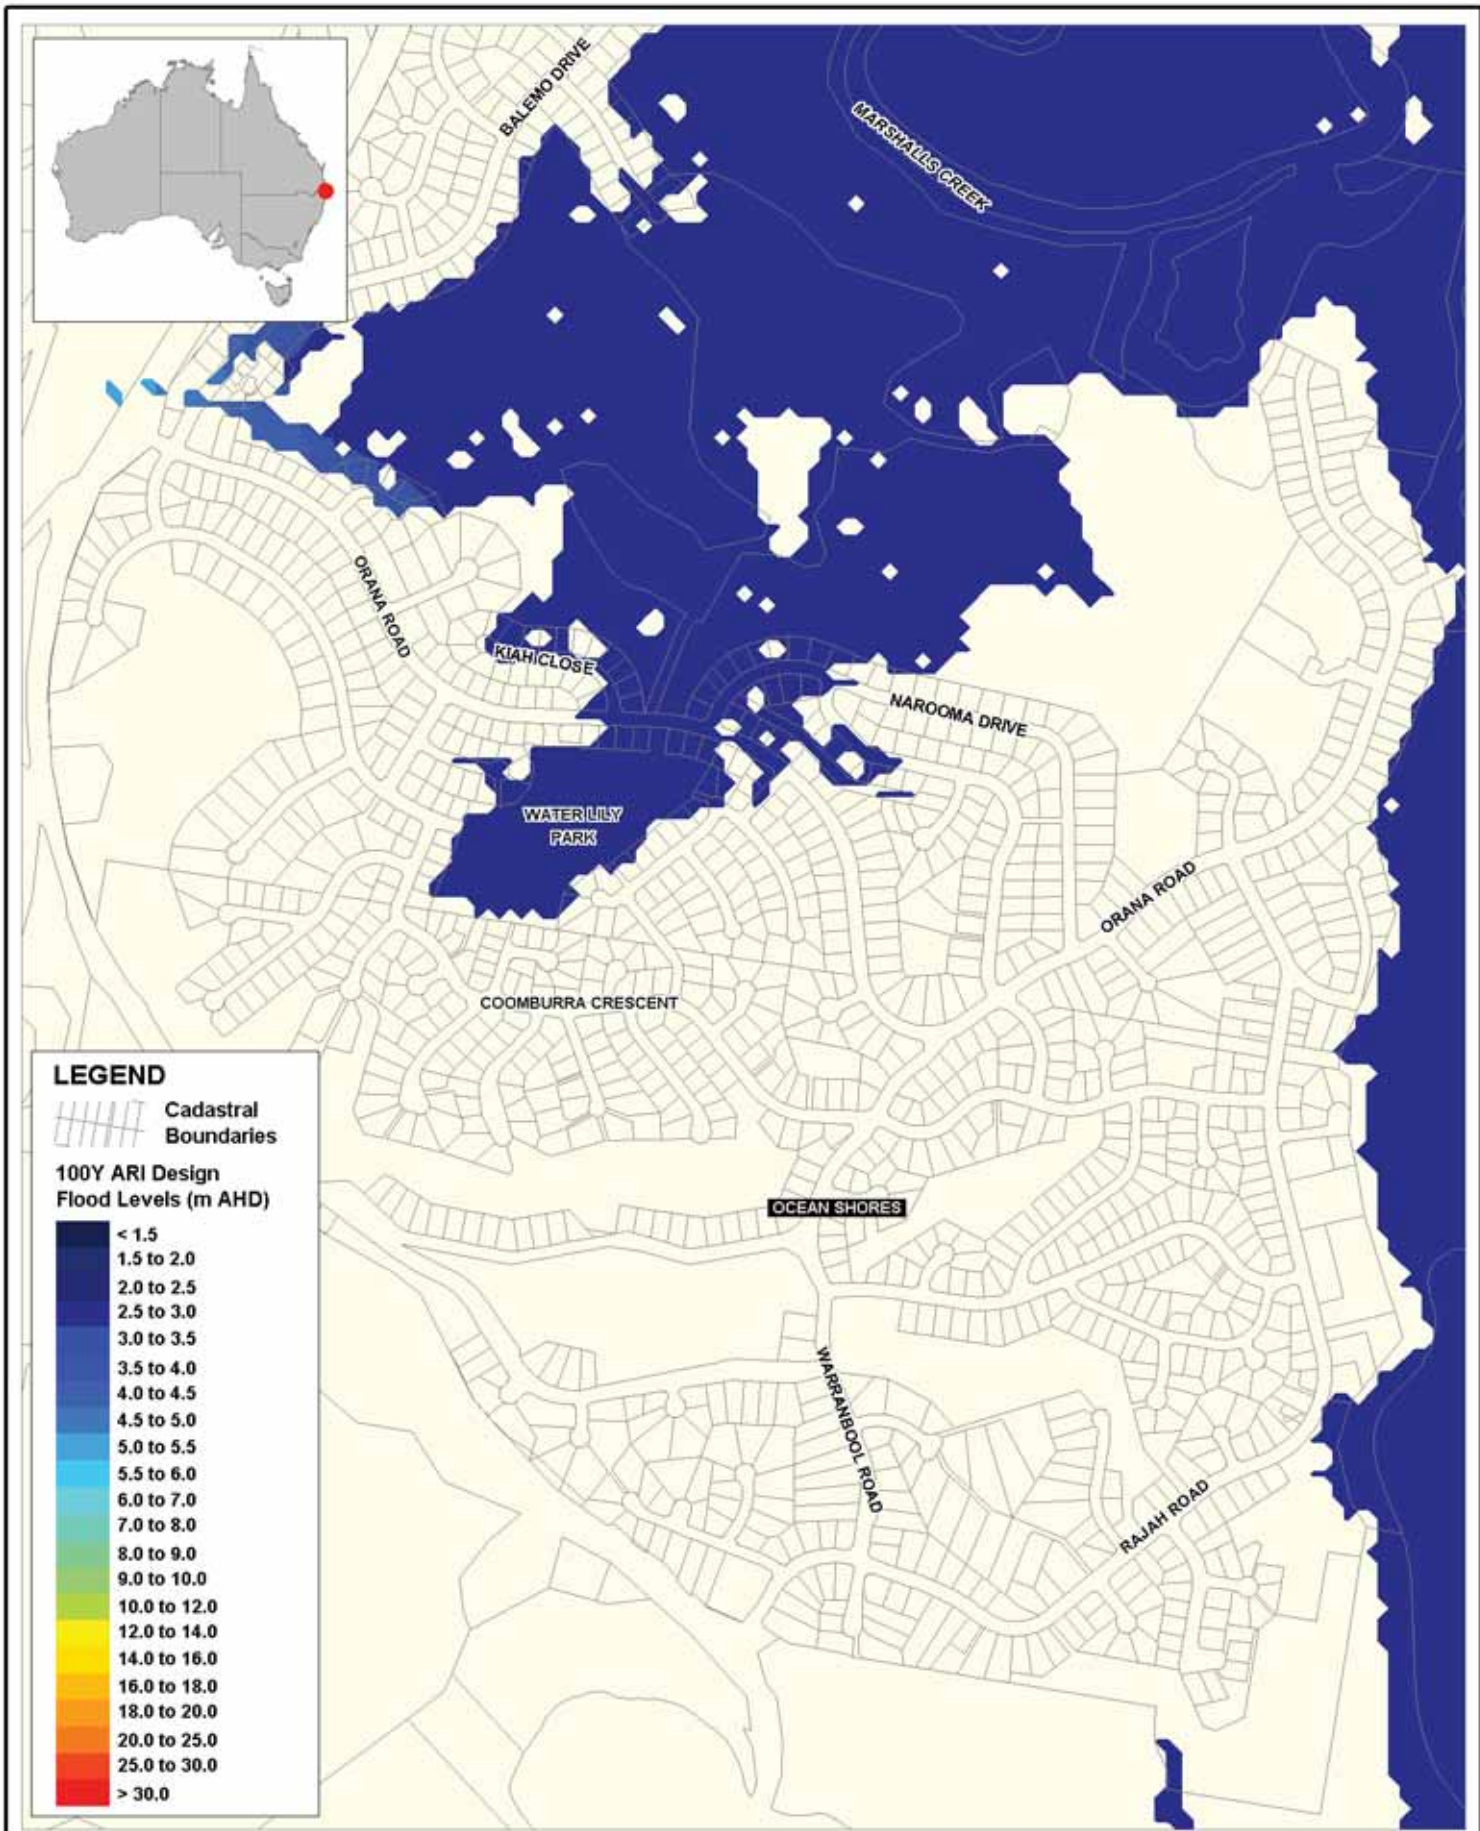 BALEMO DRIVE
MARSHALLS CREEK
ORANA ROAD
KIAH CLOSE
NAROOMA DRIVE
WATER LILY
PARK
ORANA ROAD
COOMBURRA CRESCENT
OCEAN SHORES
WARRANBOOL ROAD
RAJAH ROAD
LEGEND
Cadastral
Boundaries
100Y ARI Design
Flood Levels (m AHD)
< 1.5
1.5 to 2.0
2.0 to 2.5
2.5 to 3.0
3.0 to 3.5
3.5 to 4.0
4.0 to 4.5
4.5 to 5.0
5.0 to 5.5
5.5 to 6.0
6.0 to 7.0
7.0 to 8.0
8.0 to 9.0
9.0 to 10.0
10.0 to 12.0
12.0 to 14.0
14.0 to 16.0
16.0 to 18.0
18.0 to 20.0
20.0 to 25.0
25.0 to 30.0
> 30.0